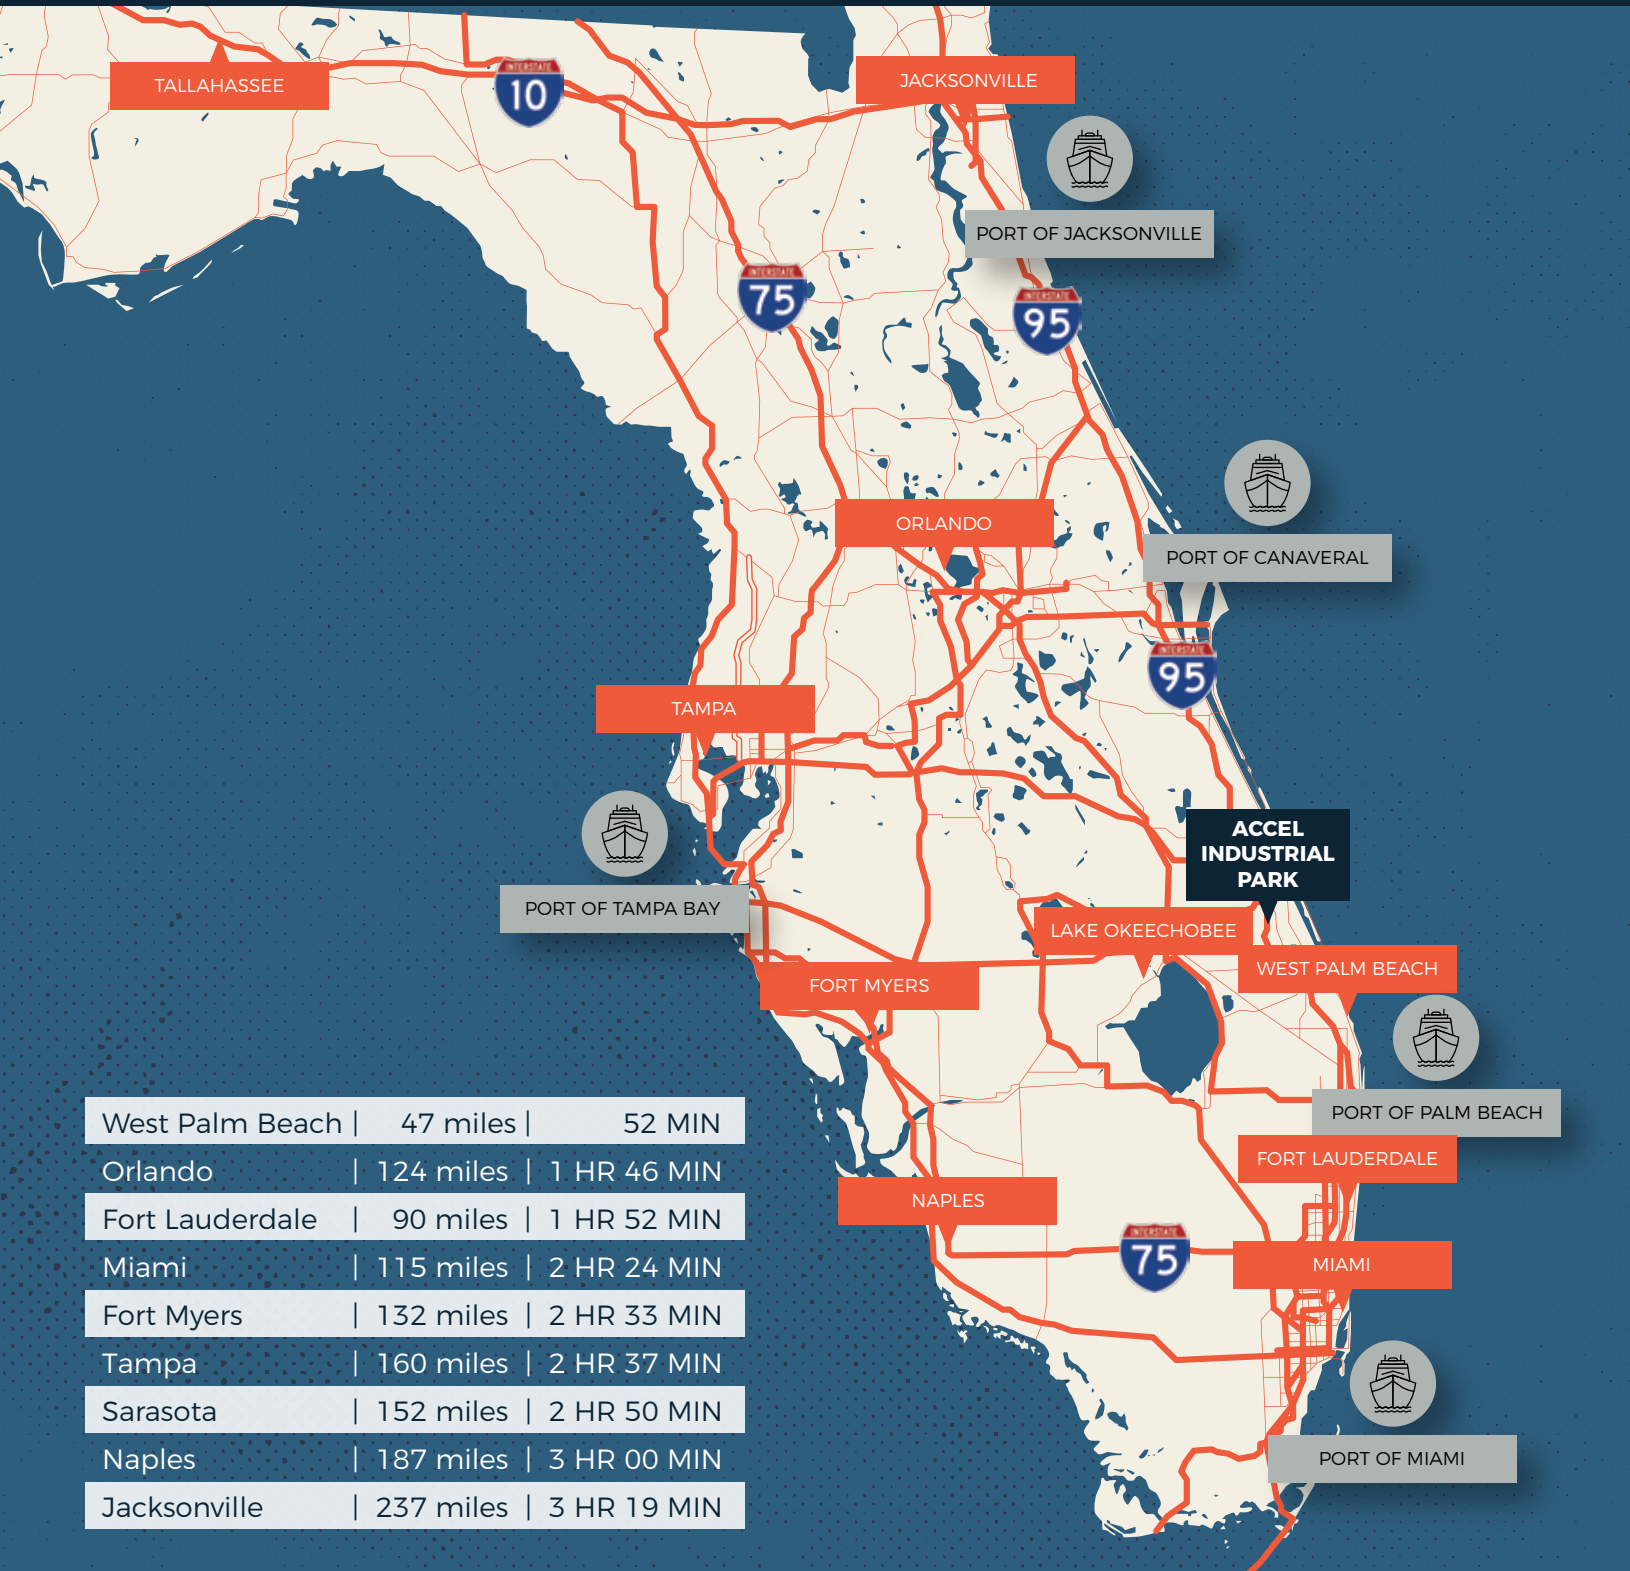 TALLAHASSEE
INTERSTATE
10
JACKSONVILLE
PORT OF JACKSONVILLE
INTERSTATE
75
INTERSTATE
95
ORLANDO
PORT OF CANAVERAL
INTERSTATE
95
TAMPA
ACCEL
INDUSTRIAL
PARK
PORT OF TAMPA BAY
LAKE OKEECHOBEE
WEST PALM BEACH
FORT MYERS
PORT OF PALM BEACH
FORT LAUDERDALE
NAPLES
INTERSTATE
75
MIAMI
PORT OF MIAMI
West Palm Beach | 47 miles | 52 MIN
Orlando | 124 miles | 1 HR 46 MIN
Fort Lauderdale | 90 miles | 1 HR 52 MIN
Miami | 115 miles | 2 HR 24 MIN
Fort Myers | 132 miles | 2 HR 33 MIN
Tampa | 160 miles | 2 HR 37 MIN
Sarasota | 152 miles | 2 HR 50 MIN
Naples | 187 miles | 3 HR 00 MIN
Jacksonville | 237 miles | 3 HR 19 MIN